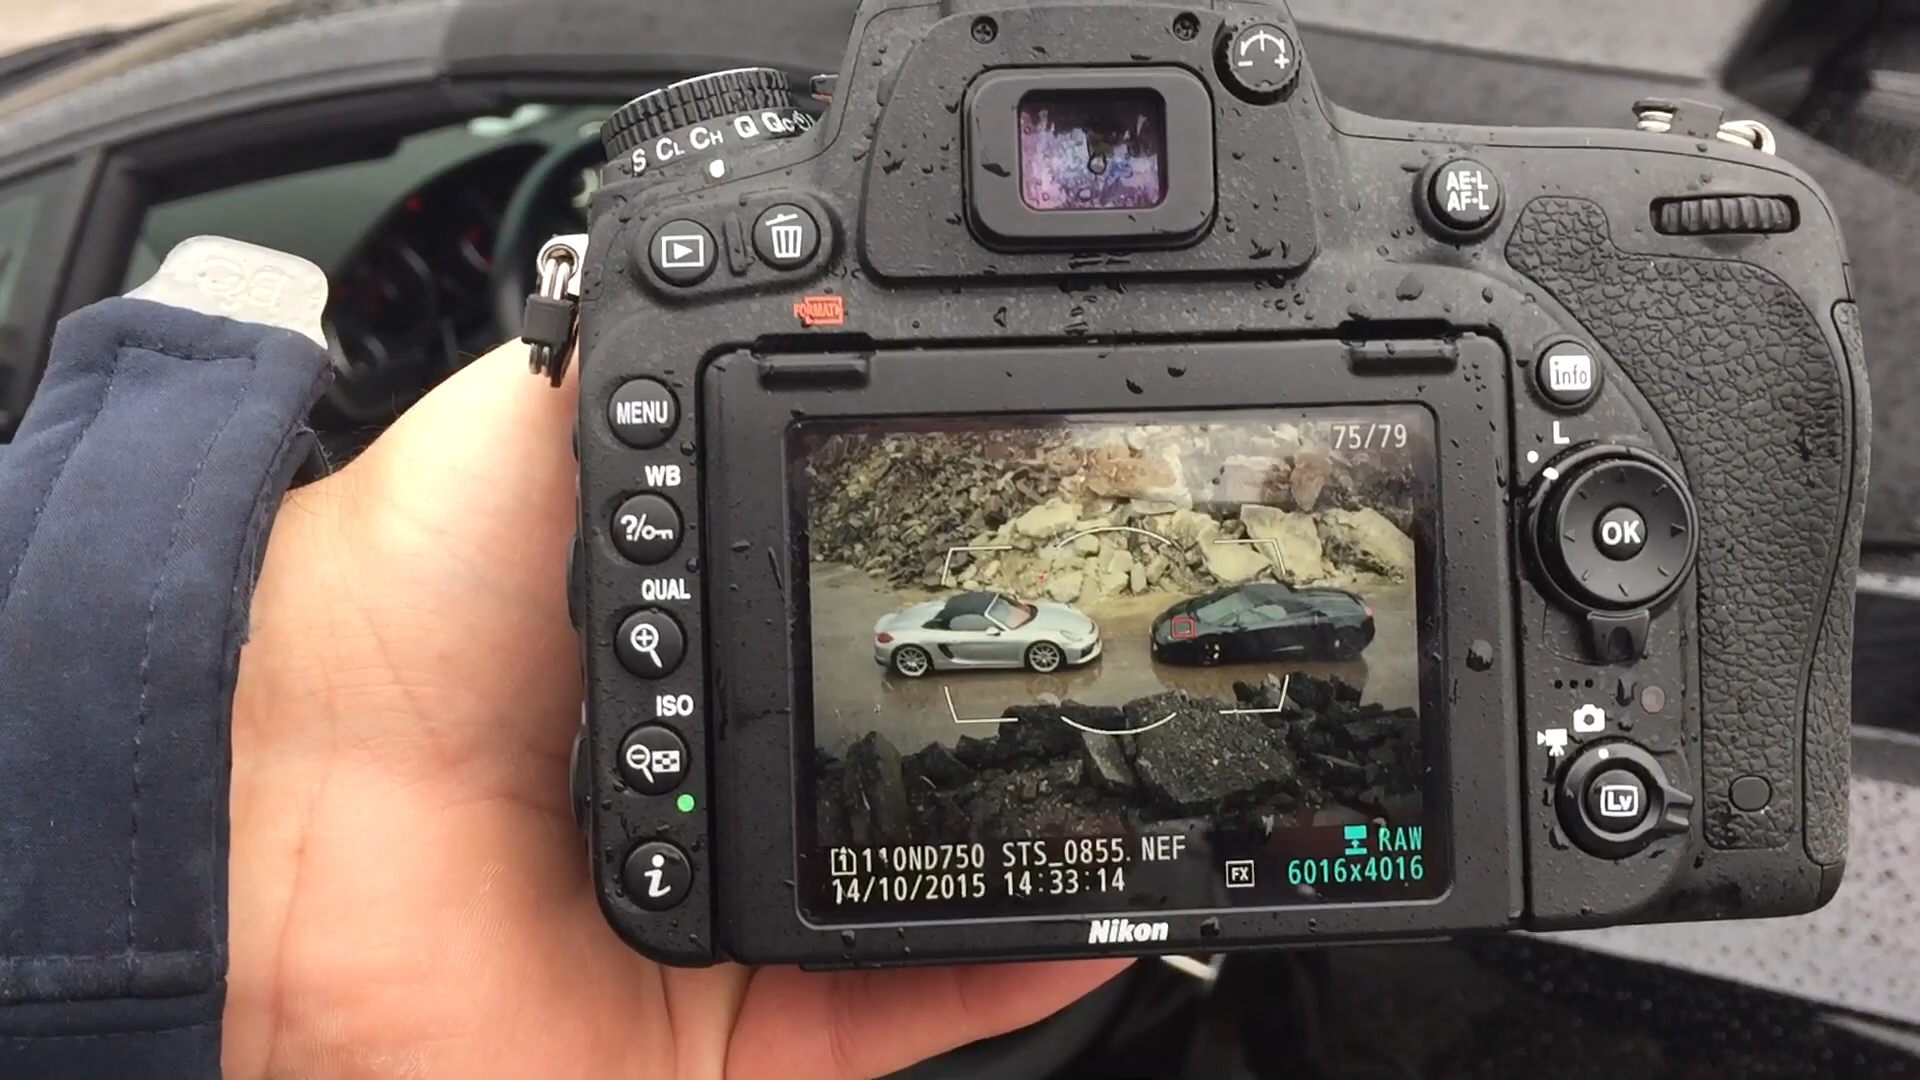 S CL CH Q Qc
AE-L
AF-L
FORMAT
info
MENU
L
WB
?/
OK
QUAL
ISO
i
Lv
75/79
1 110ND750 STS_0855. NEF
RAW
14/10/2015 14:33:14
FX
6016x4016
Nikon